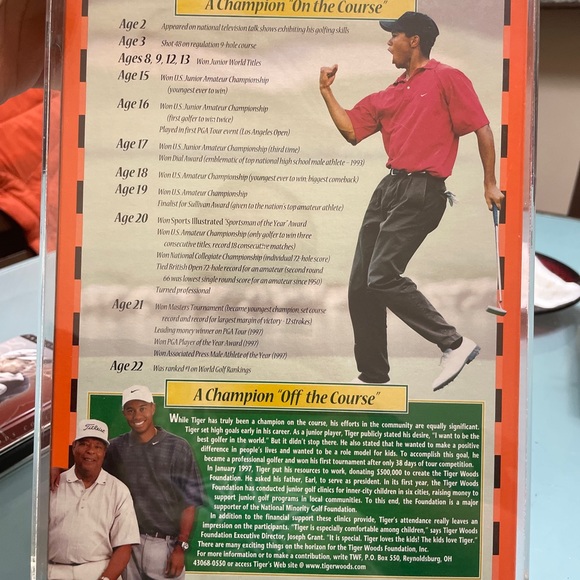 A Champion "On the Course"
Age 2 Appeared on national television talk shows exhibiting his golfing skills
Age 3 Shot 48 on regulation 9-hole course
Ages 8, 9, 12, 13 Won Junior World Titles
Age 15 Won U.S. Junior Amateur Championship
(youngest ever to win)
Age 16 Won U.S. Junior Amateur Championship
(first golfer to win twice)
Played in first PGA Tour event (Los Angeles Open)
Age 17 Won U.S. Junior Amateur Championship (third time)
Won Dial Award (emblematic of top national high school male athlete - 1993)
Age 18 Won U.S. Amateur Championship (youngest ever to win; biggest comeback)
Age 19 Won U.S. Amateur Championship
Finalist for Sullivan Award (given to the nation's top amateur athlete)
Age 20 Won Sports Illustrated "Sportsman of the Year" Award
Won U.S. Amateur Championship (only golfer to win three
consecutive titles, record 18 consecutive matches)
Won National Collegiate Championship (individual 72-hole score)
Tied British Open 72-hole record for an amateur (second round
66 was lowest single round score for an amateur since 1950)
Turned professional
Age 21 Won Masters Tournament (became youngest champion, set course
record and record for largest margin of victory - 12 strokes)
Leading money winner on PGA Tour (1997)
Won PGA Player of the Year Award (1997)
Won Associated Press Male Athlete of the Year (1997)
Age 22 Was ranked #1 on World Golf Rankings
A Champion "Off the Course"
While Tiger has truly been a champion on the course, his efforts in the community are equally significant.
Tiger set high goals early in his career. As a junior player, Tiger publicly stated his desire, "I want to be the
best golfer in the world." But it didn't stop there. He also stated that he wanted to make a positive
difference in people's lives and wanted to be a role model for kids. To accomplish this goal, he
became a professional golfer and won his first tournament after only 38 days of tour competition.
In January 1997, Tiger put his resources to work, donating $500,000 to create the Tiger Woods
Foundation. He asked his father, Earl, to serve as president. In its first year, the Tiger Woods
Foundation has conducted junior golf clinics for inner-city children in six cities, raising money to
support junior golf programs in local communities. To this end, the Foundation is a major
supporter of the National Minority Golf Foundation.
In addition to the financial support these clinics provide, Tiger's attendance really leaves an
impression on the participants. "Tiger is especially comfortable among children," says Tiger Woods
Foundation Executive Director, Joseph Grant. "It is special. Tiger loves the kids! The kids love Tiger."
There are many exciting things on the horizon for the Tiger Woods Foundation, Inc.
For more information or to make a contribution, write TWF, P.O. Box 550, Reynoldsburg, OH
43068-0550 or access Tiger's Web site @ www.tigerwoods.com
Titleist